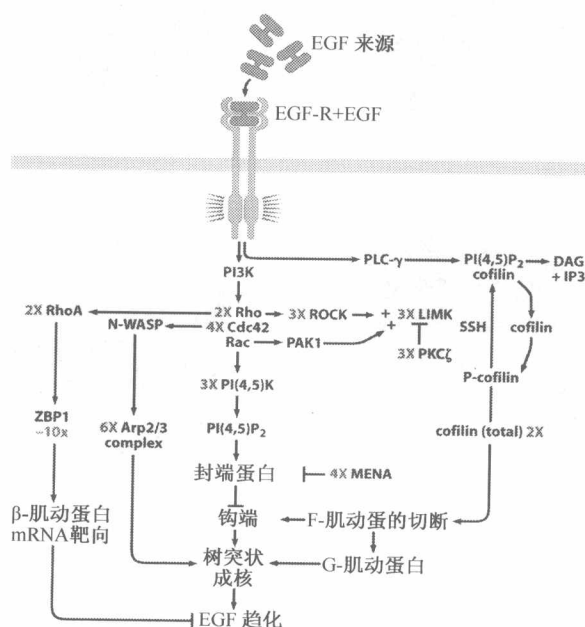 EGF 来源
EGF-R+EGF
PI3K
PLC-γ
PI(4,5)P2
cofilin
DAG
+ IP3
2X RhoA
N-WASP
2X Rho
4X Cdc42
Rac
3X ROCK
PAK1
+ 3X LIMK
+
3X PKCζ
SSH
cofilin
P-cofilin
3X PI(4,5)K
ZBP1
~10x
6X Arp2/3
complex
PI(4,5)P2
cofilin (total) 2X
封端蛋白
4X MENA
β-肌动蛋白
mRNA靶向
钩端
F-肌动蛋的切断
树突状
成核
G-肌动蛋白
EGF 趋化